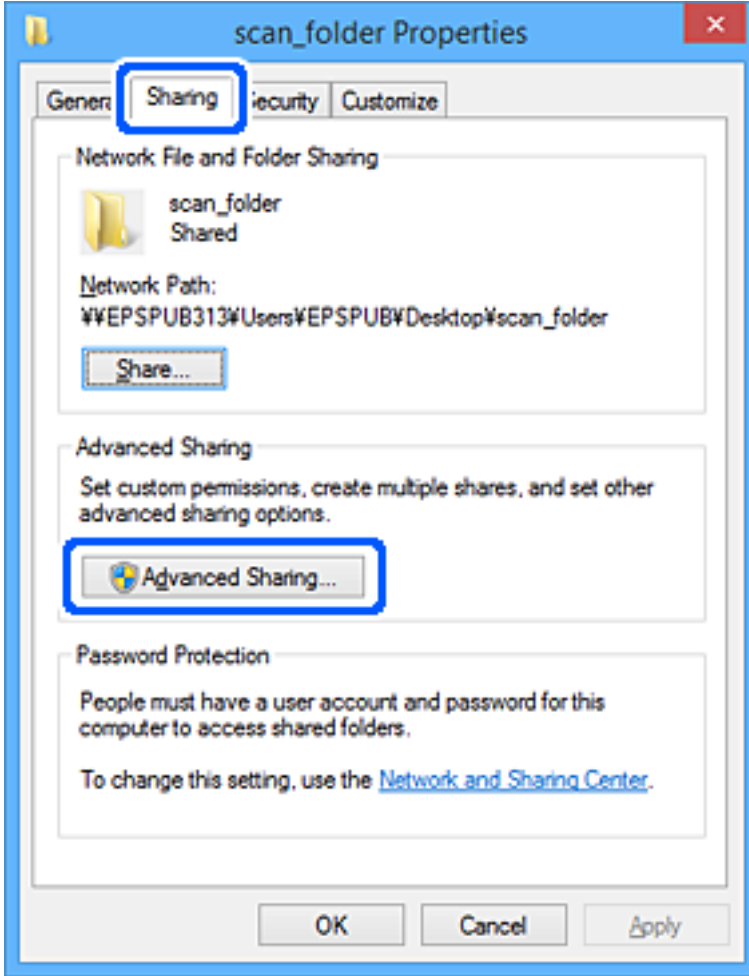 scan_folder Properties
General Sharing Security Customize
Network File and Folder Sharing
scan_folder
Shared
Network Path:
¥¥EPSPUB313¥Users¥EPSPUB¥Desktop¥scan_folder
Share...
Advanced Sharing
Set custom permissions, create multiple shares, and set other
advanced sharing options.
Advanced Sharing...
Password Protection
People must have a user account and password for this
computer to access shared folders.
To change this setting, use the Network and Sharing Center.
OK Cancel Apply